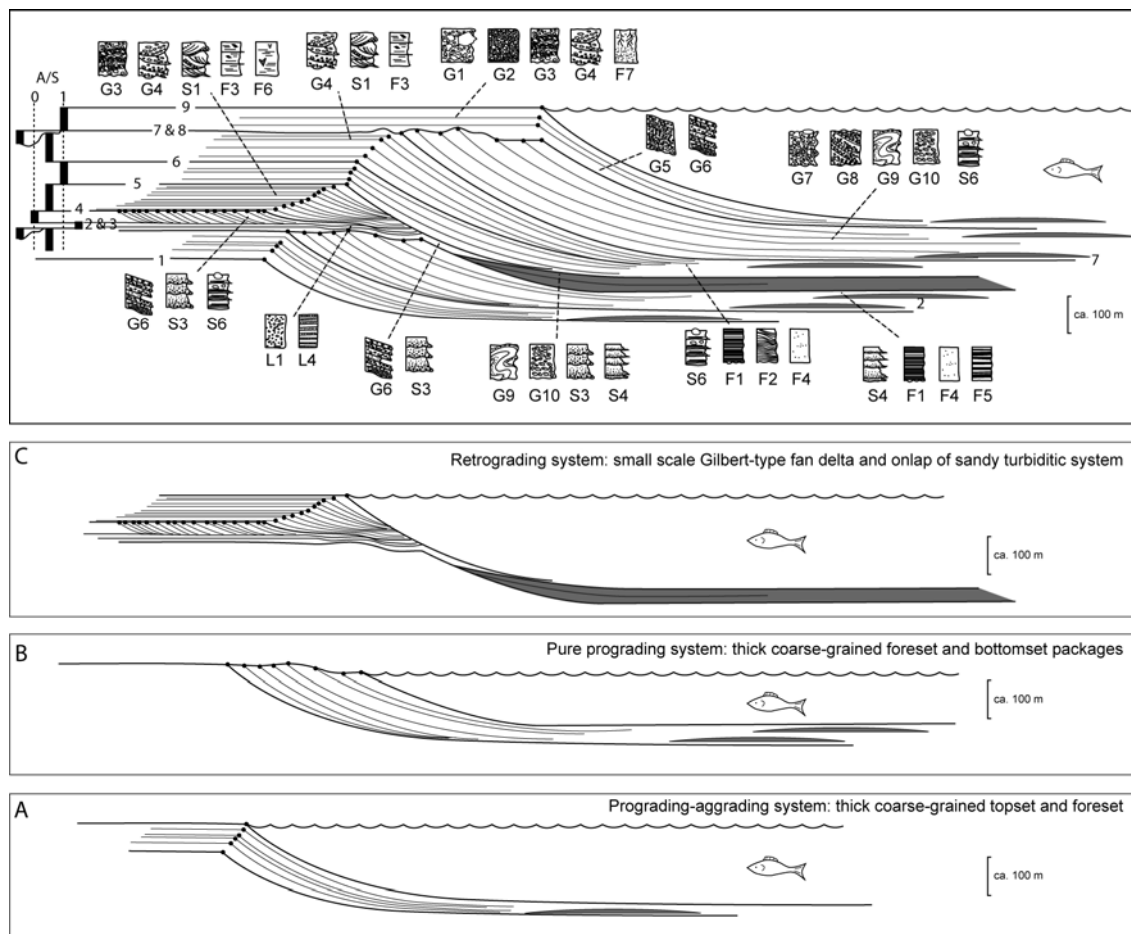 G3 G4 S1 F3 F6
G4 S1 F3
G1 G2 G3 G4 F7
A/S
0 1
9
7 & 8
6
5
4
2 & 3
1
G5 G6
G7 G8 G9 G10 S6
7
2
ca. 100 m
G6 S3 S6
L1 L4
G6 S3
G9 G10 S3 S4
S6 F1 F2 F4
S4 F1 F4 F5
C
Retrograding system: small scale Gilbert-type fan delta and onlap of sandy turbiditic system
ca. 100 m
B
Pure prograding system: thick coarse-grained foreset and bottomset packages
ca. 100 m
A
Prograding-aggrading system: thick coarse-grained topset and foreset
ca. 100 m